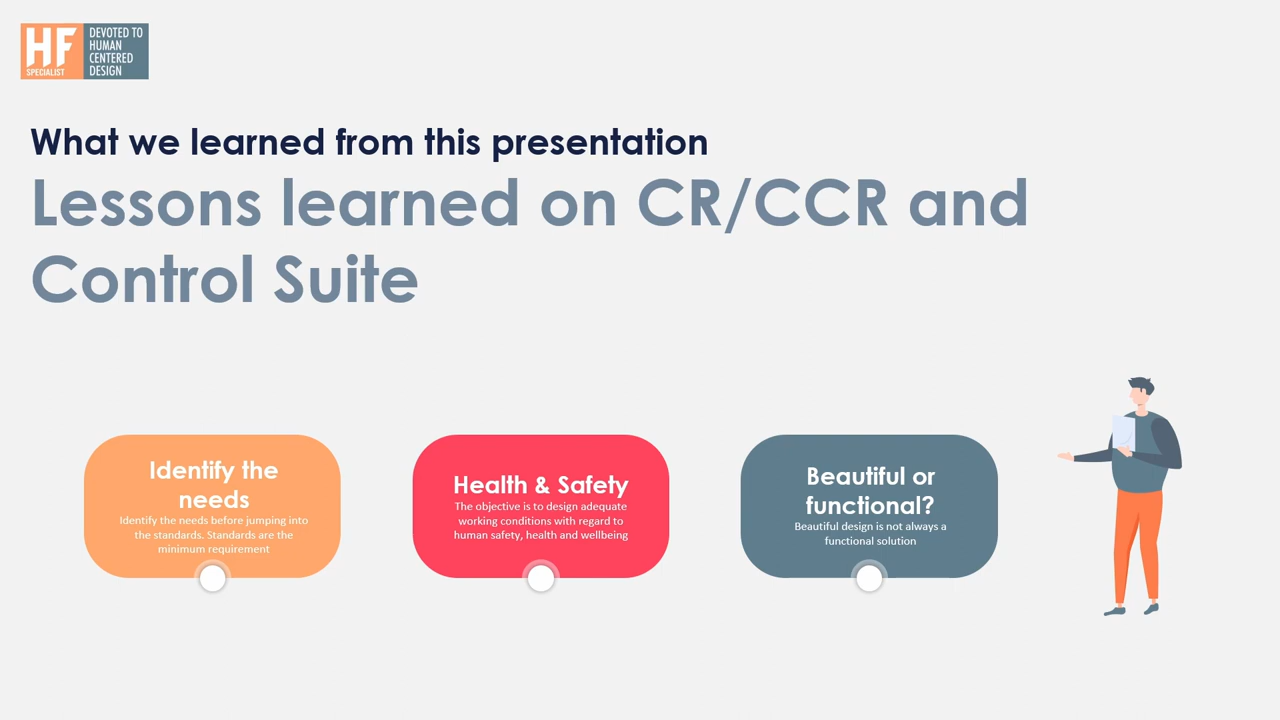 HF
SPECIALIST
DEVOTED TO
HUMAN
CENTERED
DESIGN
What we learned from this presentation
Lessons learned on CR/CCR and
Control Suite
Identify the
needs
Identify the needs before jumping into
the standards. Standards are the
minimum requirement
Health & Safety
The objective is to design adequate
working conditions with regard to
human safety, health and wellbeing
Beautiful or
functional?
Beautiful design is not always a
functional solution